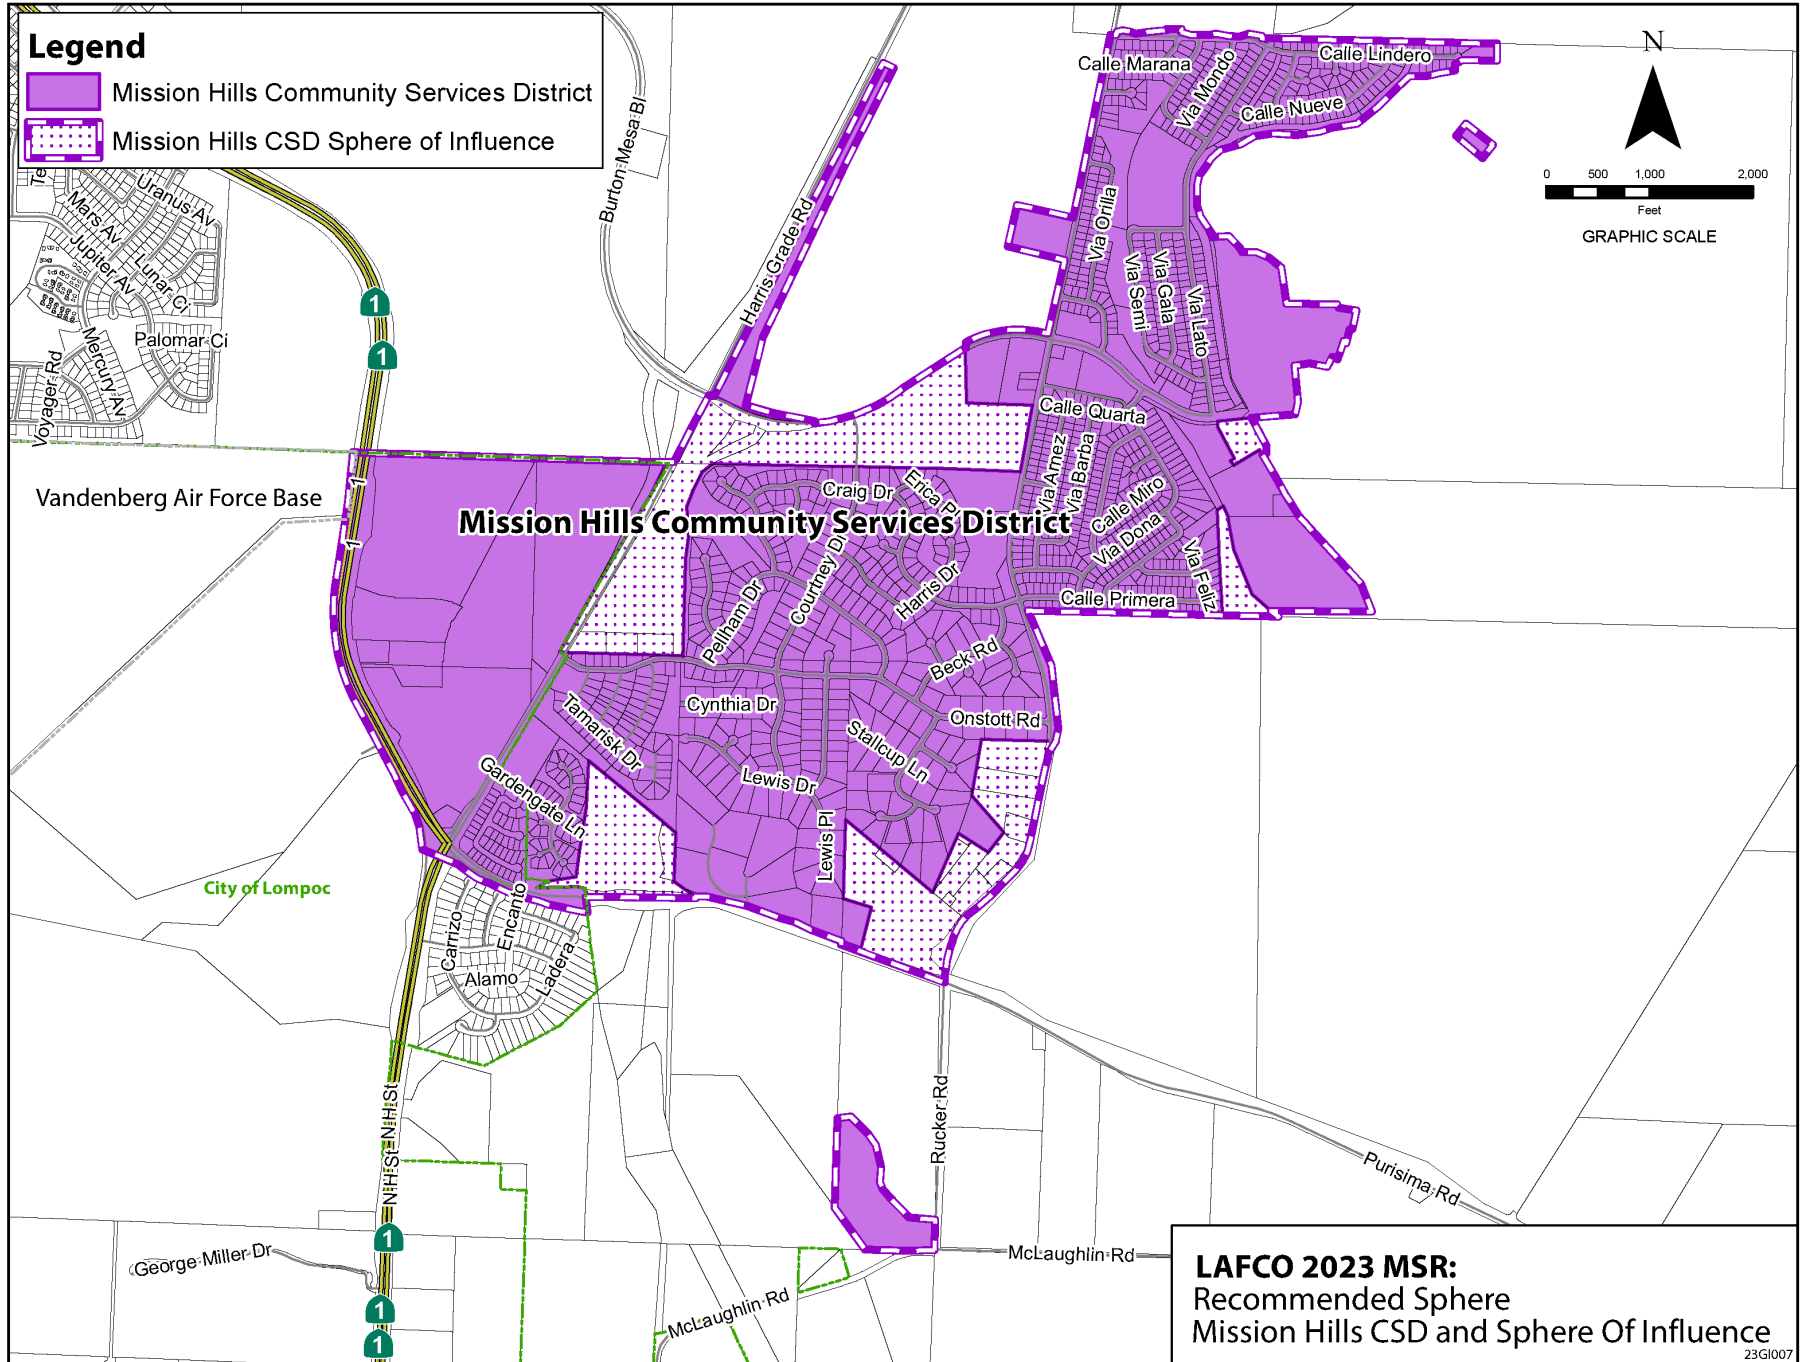 Legend
Mission Hills Community Services District
Mission Hills CSD Sphere of Influence
N
0 500 1,000 2,000
Feet
GRAPHIC SCALE
Calle Marana
Via Mondo
Calle Lindero
Calle Nueve
Burton Mesa Bl
Harris Grade Rd
Via Orilla
Via Semi
Via Gala
Via Lato
Uranus Av
Mars Av
Jupiter Av
Lunar Ci
Mercury Av
Palomar Ci
Voyager Rd
1
1
Calle Quarta
Via Amez
Via Barba
Calle Miro
Via Dona
Via Feliz
Calle Primera
Vandenberg Air Force Base
1
1
Mission Hills Community Services District
Craig Dr
Erica Pl
Courtney Dr
Pellham Dr
Harris Dr
Beck Rd
Cynthia Dr
Onstott Rd
Tamarisk Dr
Stallcup Ln
Lewis Dr
Gardengate Ln
Lewis Pl
City of Lompoc
Carrizo
Encanto
Alamo
Ladera
N H St
N H St
Rucker Rd
Purisima Rd
McLaughlin Rd
McLaughlin Rd
George Miller Dr
1
1
1
LAFCO 2023 MSR:
Recommended Sphere
Mission Hills CSD and Sphere Of Influence
23GI007